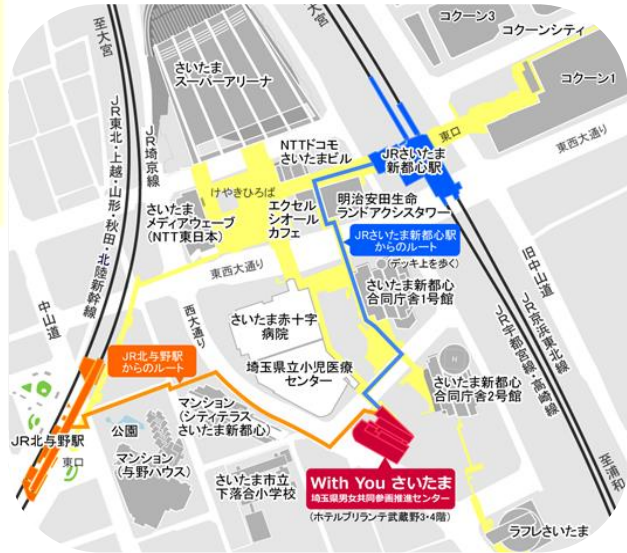 至大宮
至大宮
コクーン3
コクーンシティ
コクーン1
さいたま
スーパーアリーナ
JR東北・上越・山形・秋田・北陸新幹線
JR埼京線
NTTドコモ
さいたまビル
JRさいたま
新都心駅
東口
東西大通り
けやきひろば
さいたま
メディアウェーブ
(NTT東日本)
エクセル
シオール
カフェ
明治安田生命
ランドアクシスタワー
JRさいたま新都心駅
からのルート
(デッキ上を歩く)
東西大通り
さいたま新都心
合同庁舎1号館
旧中山道
JR京浜東北線
JR宇都宮線・高崎線
中山道
西大通り
さいたま赤十字
病院
埼玉県立小児医療
センター
JR北与野駅
からのルート
N
さいたま新都心
合同庁舎2号館
マンション
(シティテラス
さいたま新都心)
公園
JR北与野駅
東口
マンション
(与野ハウス)
さいたま市立
下落合小学校
With You さいたま
埼玉県男女共同参画推進センター
(ホテルブリランテ武蔵野3・4階)
至浦和
ラフレさいたま